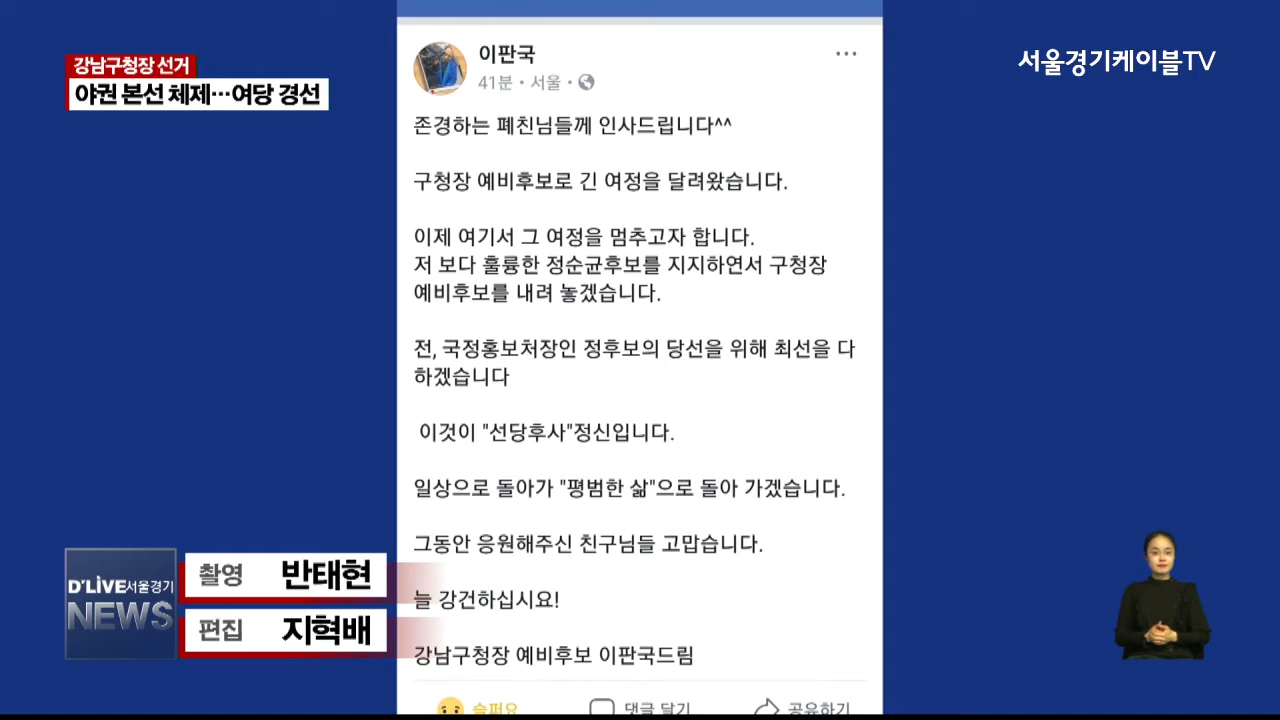 강남구청장 선거
야권 본선 체제…여당 경선
서울경기케이블TV
이판국
41분 · 서울 ·
존경하는 폐친님들께 인사드립니다^^
구청장 예비후보로 긴 여정을 달려왔습니다.
이제 여기서 그 여정을 멈추고자 합니다.
저 보다 훌륭한 정순균후보를 지지하면서 구청장
예비후보를 내려 놓겠습니다.
전, 국정홍보처장인 정후보의 당선을 위해 최선을 다
하겠습니다
이것이 "선당후사"정신입니다.
일상으로 돌아가 "평범한 삶"으로 돌아 가겠습니다.
그동안 응원해주신 친구님들 고맙습니다.
늘 강건하십시요!
강남구청장 예비후보 이판국드림
슬퍼요 댓글 달기 공유하기
D'LIVE서울경기
NEWS
촬영 반태현
편집 지혁배